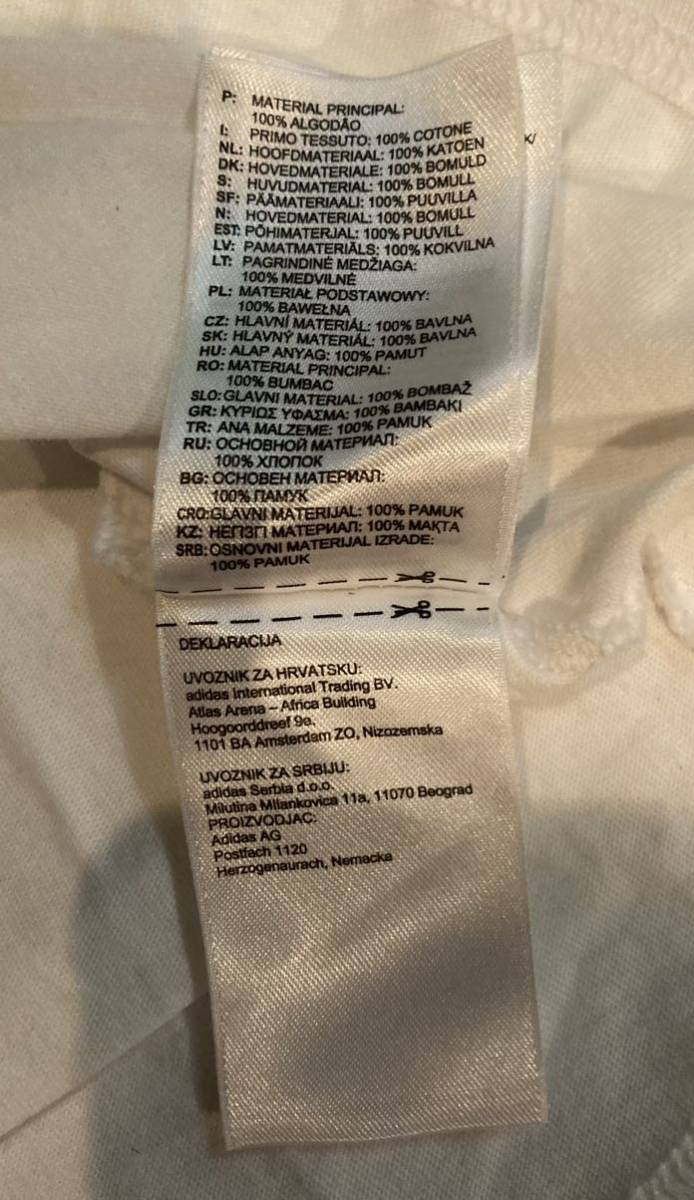 P: MATERIAL PRINCIPAL:
100% ALGODÃO
I: PRIMO TESSUTO: 100% COTONE
K/
NL: HOOFDMATERIAAL: 100% KATOEN
DK: HOVEDMATERIALE: 100% BOMULD
S: HUVUDMATERIAL: 100% BOMULL
SF: PÄÄMATERIAALI: 100% PUUVILLA
N: HOVEDMATERIAL: 100% BOMULL
EST: PÕHIMATERJAL: 100% PUUVILL
LV: PAMATMATERIĀLS: 100% KOKVILNA
LT: PAGRINDINĖ MEDŽIAGA:
100% MEDVILNĖ
PL: MATERIAŁ PODSTAWOWY:
100% BAWEŁNA
CZ: HLAVNÍ MATERIÁL: 100% BAVLNA
SK: HLAVNÝ MATERIÁL: 100% BAVLNA
HU: ALAP ANYAG: 100% PAMUT
RO: MATERIAL PRINCIPAL:
100% BUMBAC
SLO: GLAVNI MATERIAL: 100% BOMBAŽ
GR: ΚΥΡΙΩΣ ΥΦΑΣΜΑ: 100% ΒΑΜΒΑΚΙ
TR: ANA MALZEME: 100% PAMUK
RU: ОСНОВНОЙ МАТЕРИАЛ:
100% ХЛОПОК
BG: ОСНОВЕН МАТЕРИАЛ:
100% ПАМУК
CRO: GLAVNI MATERIJAL: 100% PAMUK
KZ: НЕГІЗГІ МАТЕРИАЛ: 100% МАҚТА
SRB: OSNOVNI MATERIJAL IZRADE:
100% PAMUK
DEKLARACIJA
UVOZNIK ZA HRVATSKU:
adidas International Trading BV.
Atlas Arena – Africa Building
Hoogoorddreef 9a.
1101 BA Amsterdam ZO, Nizozemska
UVOZNIK ZA SRBIJU:
adidas Serbia d.o.o.
Milutina Milankovica 11a, 11070 Beograd
PROIZVODJAC:
Adidas AG
Postfach 1120
Herzogenaurach, Nemacka